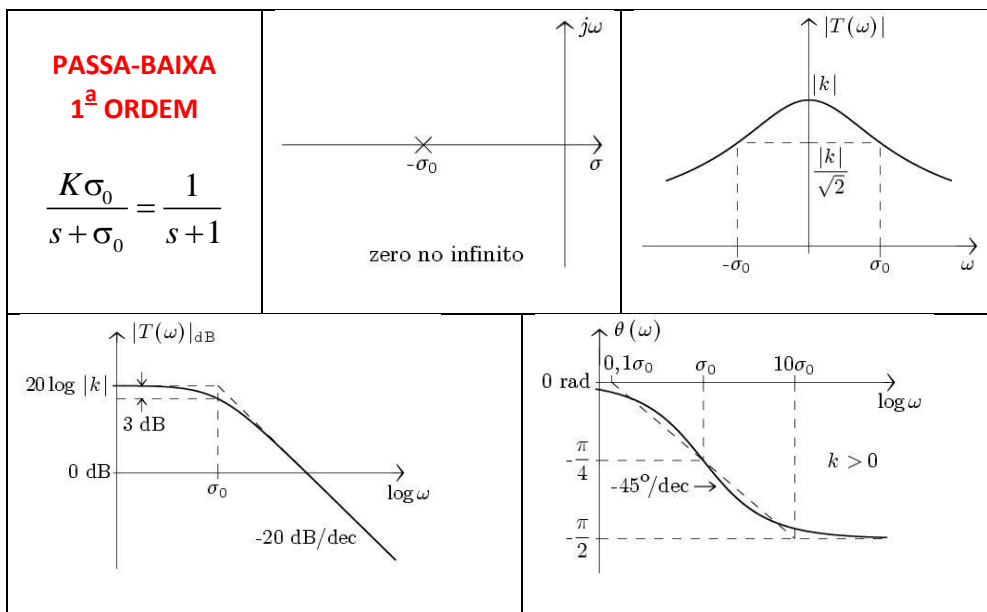 PASSA-BAIXA
1ª ORDEM
Kσ₀ / (s + σ₀) = 1 / (s + 1)
jω
-σ₀
σ
zero no infinito
|T(ω)|
|k|
|k| / √2
-σ₀
σ₀
ω
|T(ω)|dB
20 log |k|
3 dB
0 dB
σ₀
log ω
-20 dB/dec
θ(ω)
0,1σ₀
σ₀
10σ₀
0 rad
log ω
-π/4
k > 0
-45°/dec
-π/2